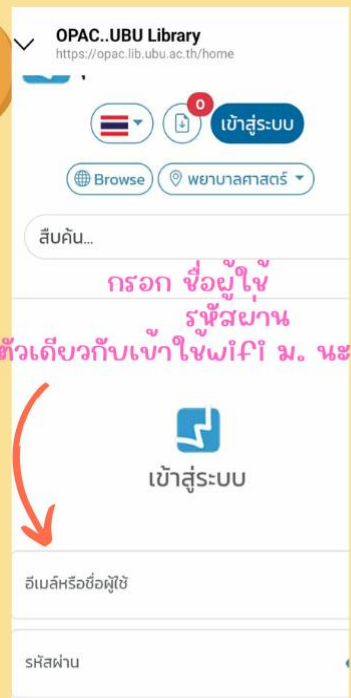 OPAC..UBU Library
https://opac.lib.ubu.ac.th/home
0
เข้าสู่ระบบ
Browse
พยาบาลศาสตร์
สืบค้น...
กรอก ชื่อผู้ใช้
รหัสผ่าน
ตัวเดียวกับเข้าใช้wifi ม. นะ
เข้าสู่ระบบ
อีเมล์หรือชื่อผู้ใช้
รหัสผ่าน